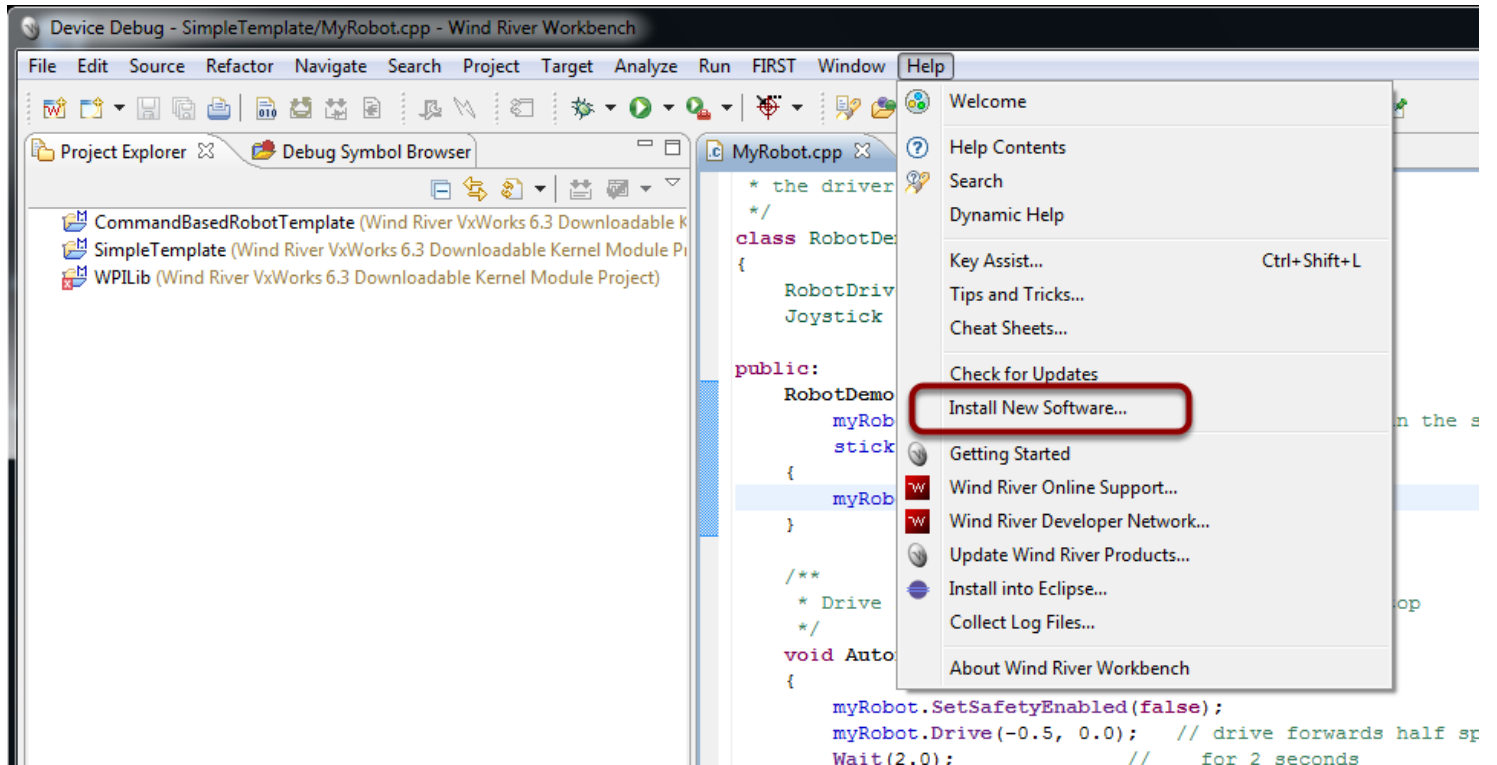 Device Debug - SimpleTemplate/MyRobot.cpp - Wind River Workbench
File Edit Source Refactor Navigate Search Project Target Analyze Run FIRST Window Help
Project Explorer Debug Symbol Browser
CommandBasedRobotTemplate (Wind River VxWorks 6.3 Downloadable K
SimpleTemplate (Wind River VxWorks 6.3 Downloadable Kernel Module Pr
WPILib (Wind River VxWorks 6.3 Downloadable Kernel Module Project)
MyRobot.cpp
* the driver
*/
class RobotDe
{
RobotDriv
Joystick
public:
RobotDemo
myRob
n the s
stick
{
myRob
}
/**
* Drive
op
*/
void Auto
{
myRobot.SetSafetyEnabled(false);
myRobot.Drive(-0.5, 0.0); // drive forwards half sp
Wait(2.0); // for 2 seconds
Welcome
Help Contents
Search
Dynamic Help
Key Assist... Ctrl+Shift+L
Tips and Tricks...
Cheat Sheets...
Check for Updates
Install New Software...
Getting Started
Wind River Online Support...
Wind River Developer Network...
Update Wind River Products...
Install into Eclipse...
Collect Log Files...
About Wind River Workbench